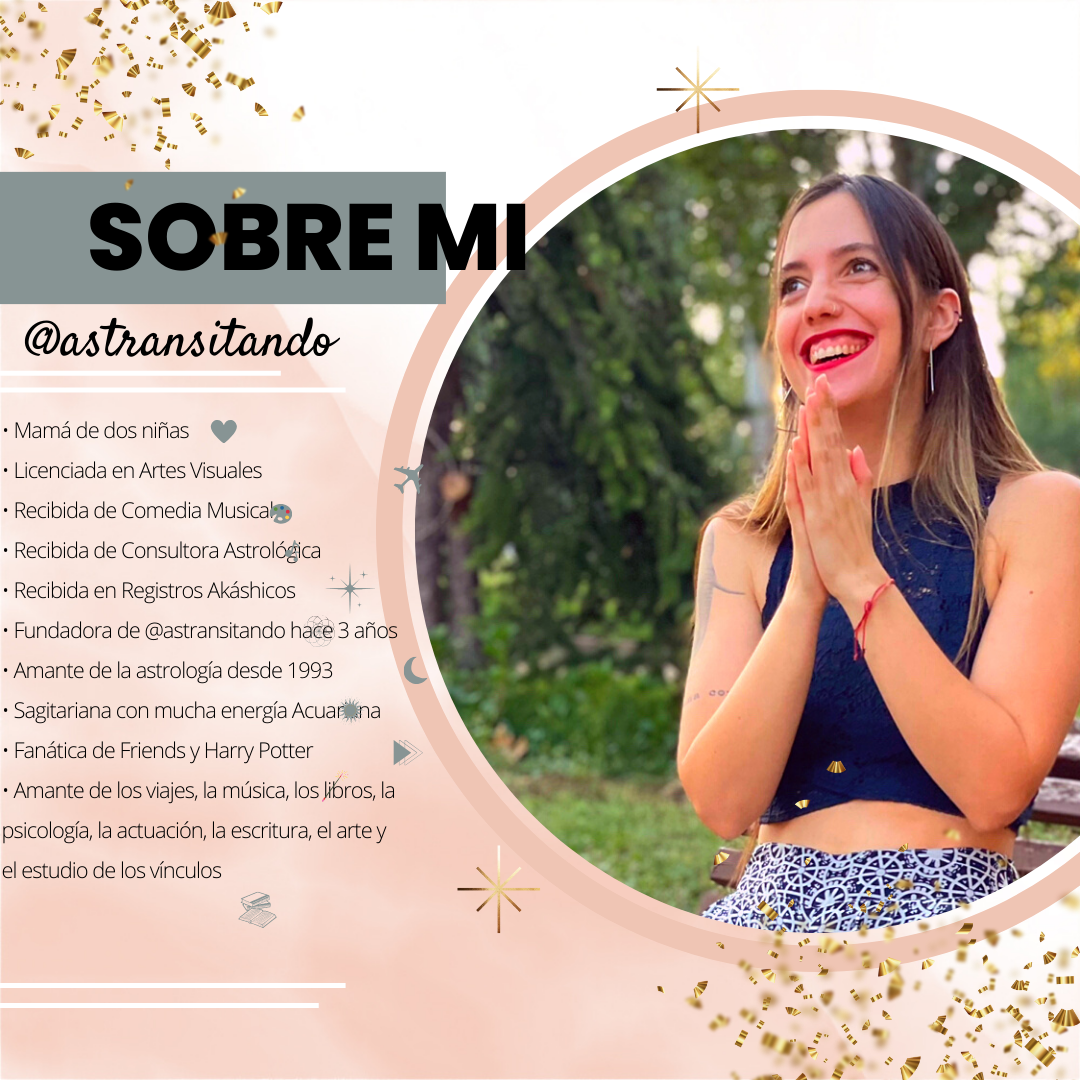 SOBRE MI
@astransitando
• Mamá de dos niñas
• Licenciada en Artes Visuales
• Recibida de Comedia Musical
• Recibida de Consultora Astrológica
• Recibida en Registros Akáshicos
• Fundadora de @astransitando hace 3 años
• Amante de la astrología desde 1993
• Sagitariana con mucha energía Acuariana
• Fanática de Friends y Harry Potter
• Amante de los viajes, la música, los libros, la
psicología, la actuación, la escritura, el arte y
el estudio de los vínculos